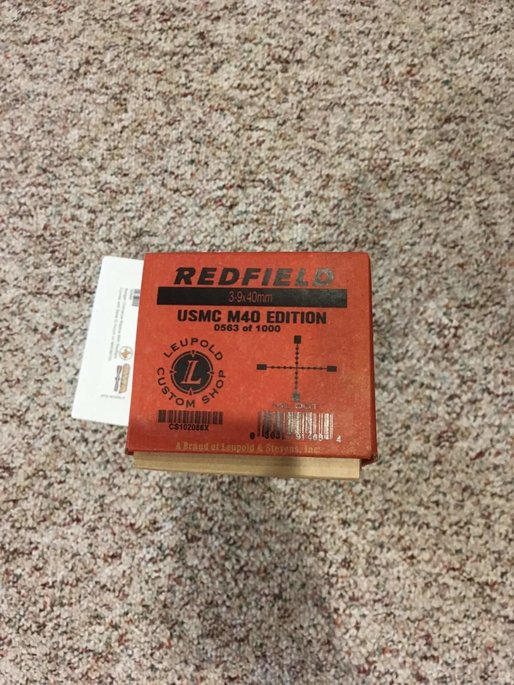 REDFIELD
3-9x40mm
USMC M40 EDITION
0563 of 1000
LEUPOLD
L
CUSTOM SHOP
CS102088X
A Brand of Leupold & Stevens, Inc.